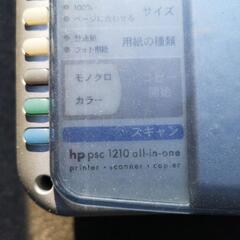 100%
ページに合わせる
サイズ
普通紙
フォト用紙
用紙の種類
モノクロ
カラー
コピー
開始
スキャン
hp psc 1210 all-in-one
printer • scanner • copier